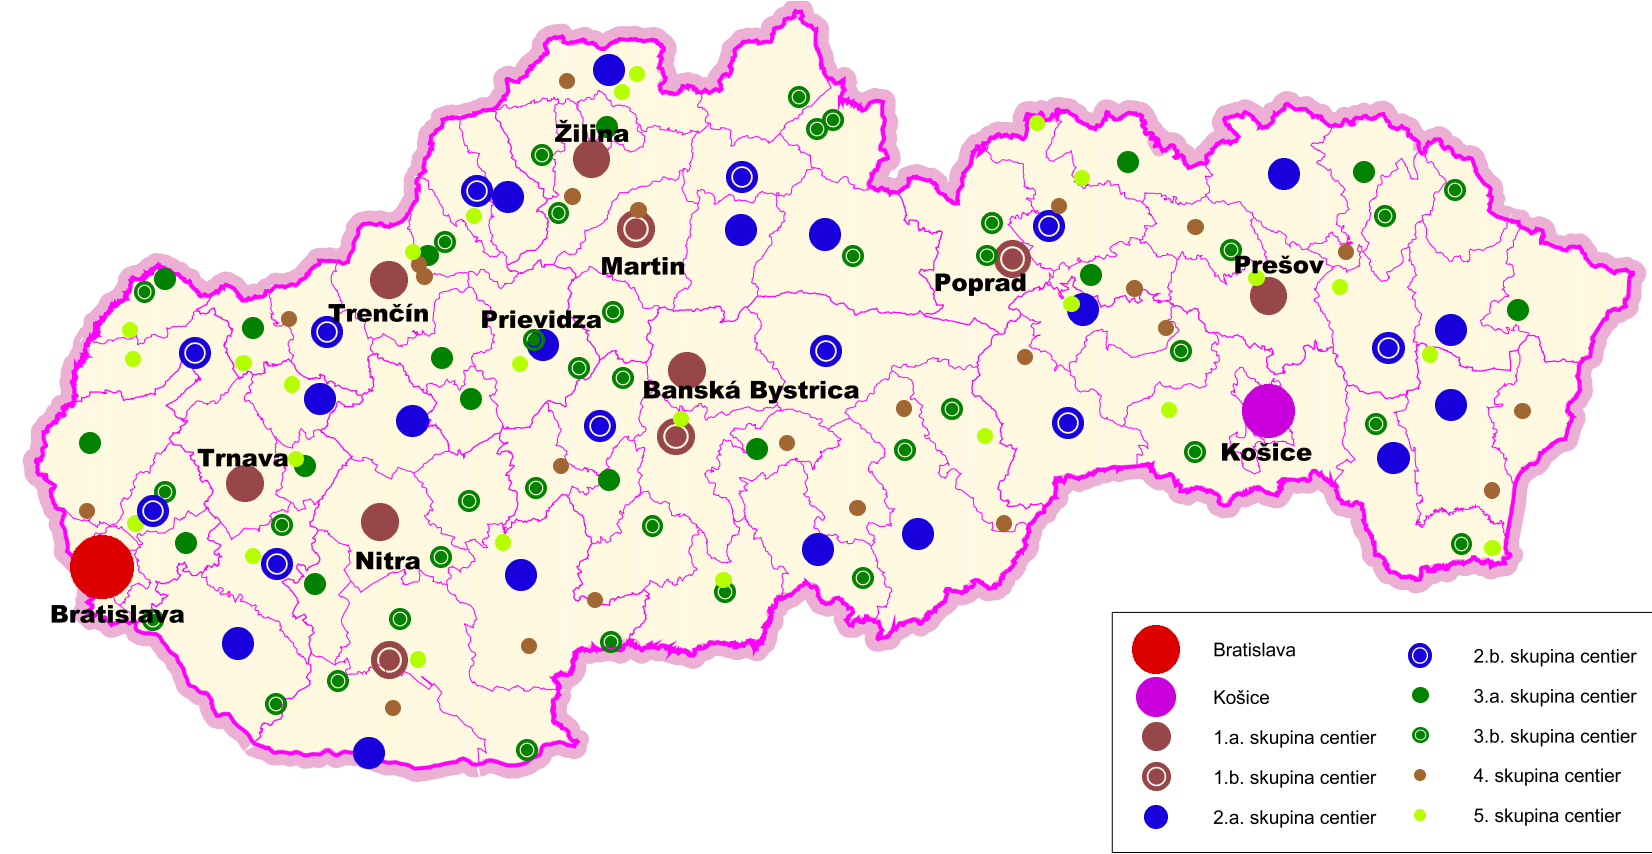 Žilina
Martin
Poprad
Prešov
Trenčín
Prievidza
Banská Bystrica
Trnava
Košice
Nitra
Bratislava
Bratislava
Košice
1.a. skupina centier
1.b. skupina centier
2.a. skupina centier
2.b. skupina centier
3.a. skupina centier
3.b. skupina centier
4. skupina centier
5. skupina centier